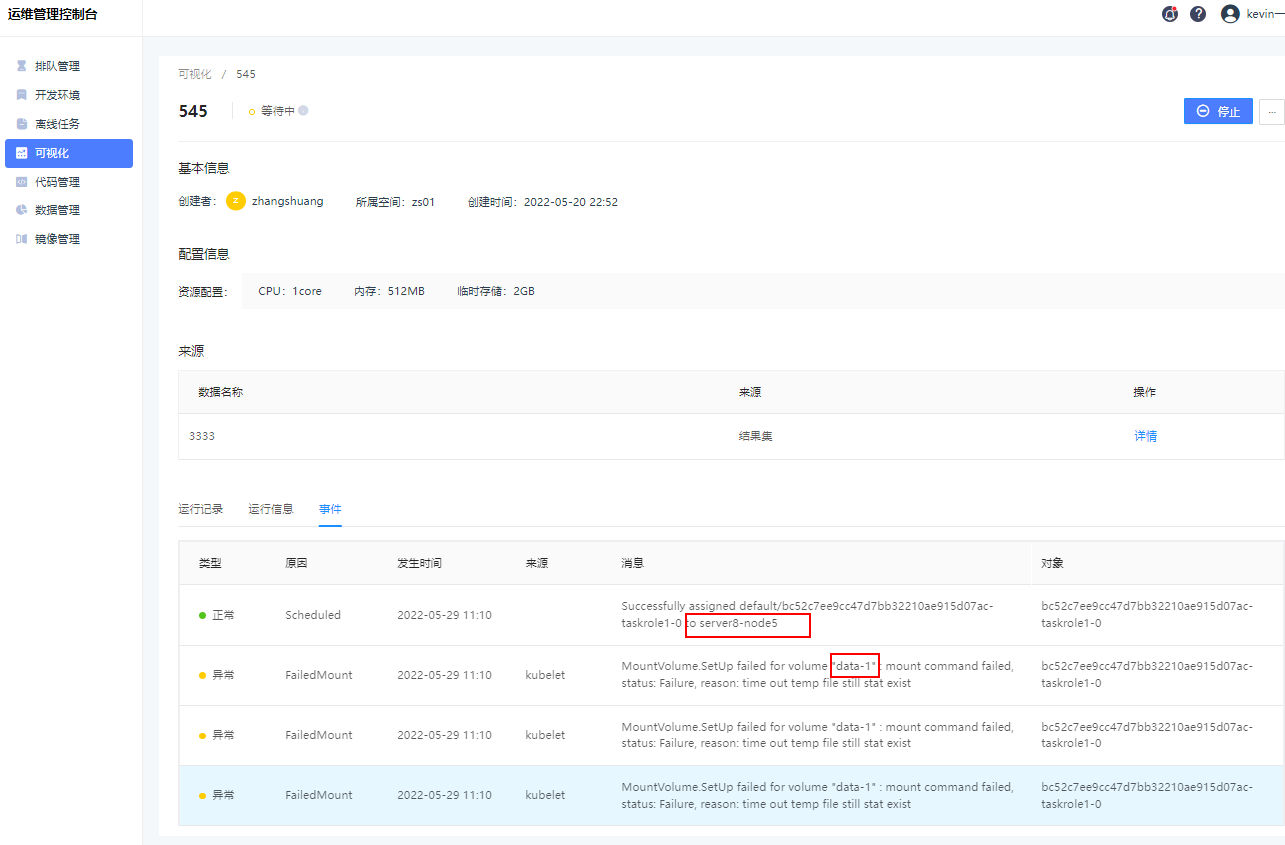 运维管理控制台
kevin一
排队管理
开发环境
离线任务
可视化
代码管理
数据管理
镜像管理
可视化 / 545
545 等待中
停止
...
基本信息
创建者： z zhangshuang 所属空间：zs01 创建时间：2022-05-20 22:52
配置信息
资源配置： CPU：1core 内存：512MB 临时存储：2GB
来源
数据名称 来源 操作
3333 结果集 详情
运行记录 运行信息 事件
类型 原因 发生时间 来源 消息 对象
正常 Scheduled 2022-05-29 11:10 Successfully assigned default/bc52c7ee9cc47d7bb32210ae915d07ac- bc52c7ee9cc47d7bb32210ae915d07ac-
taskrole1-0 to server8-node5 taskrole1-0
异常 FailedMount 2022-05-29 11:10 kubelet MountVolume.SetUp failed for volume "data-1" : mount command failed, bc52c7ee9cc47d7bb32210ae915d07ac-
status: Failure, reason: time out temp file still stat exist taskrole1-0
异常 FailedMount 2022-05-29 11:10 kubelet MountVolume.SetUp failed for volume "data-1" : mount command failed, bc52c7ee9cc47d7bb32210ae915d07ac-
status: Failure, reason: time out temp file still stat exist taskrole1-0
异常 FailedMount 2022-05-29 11:10 kubelet MountVolume.SetUp failed for volume "data-1" : mount command failed, bc52c7ee9cc47d7bb32210ae915d07ac-
status: Failure, reason: time out temp file still stat exist taskrole1-0